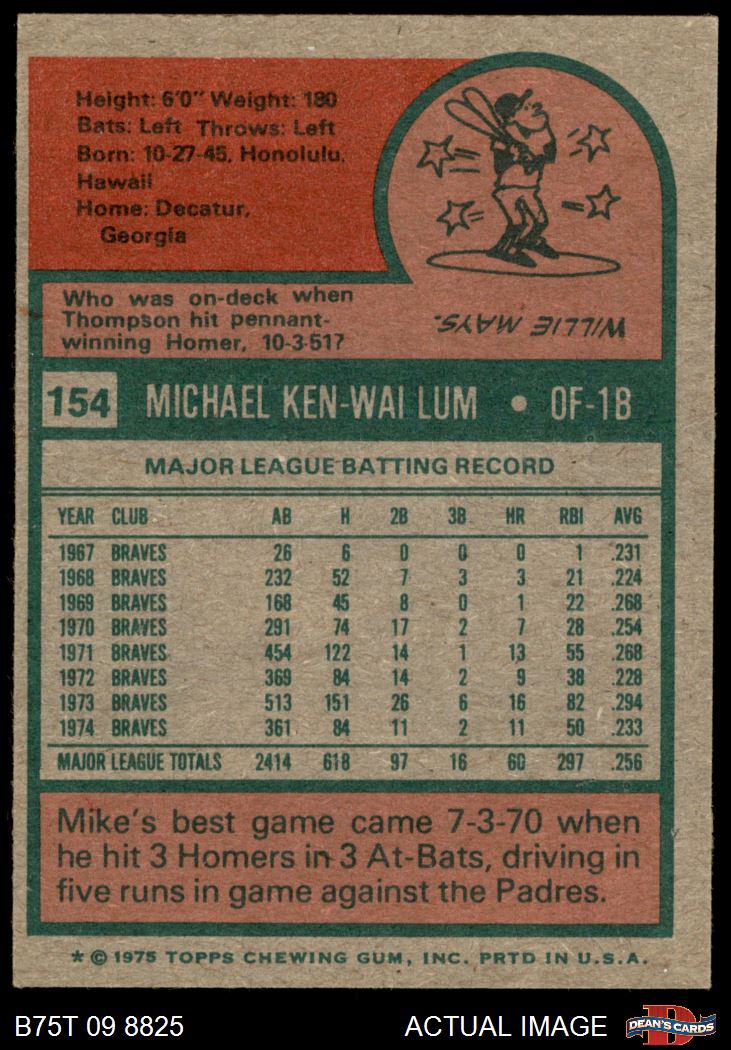 Height: 6'0" Weight: 180
Bats: Left Throws: Left
Born: 10-27-45, Honolulu,
Hawaii
Home: Decatur,
Georgia
Who was on-deck when
Thompson hit pennant-
winning Homer, 10-3-51?
WILLIE MAYS.
154 MICHAEL KEN-WAI LUM • OF-1B
MAJOR LEAGUE BATTING RECORD
YEAR CLUB AB H 2B 3B HR RBI AVG
1967 BRAVES 26 6 0 0 0 1 .231
1968 BRAVES 232 52 7 3 3 21 .224
1969 BRAVES 168 45 8 0 1 22 .268
1970 BRAVES 291 74 17 2 7 28 .254
1971 BRAVES 454 122 14 1 13 55 .268
1972 BRAVES 369 84 14 2 9 38 .228
1973 BRAVES 513 151 26 6 16 82 .294
1974 BRAVES 361 84 11 2 11 50 .233
MAJOR LEAGUE TOTALS 2414 618 97 16 60 297 .256
Mike's best game came 7-3-70 when
he hit 3 Homers in 3 At-Bats, driving in
five runs in game against the Padres.
* © 1975 TOPPS CHEWING GUM, INC. PRTD IN U.S.A.
B75T 09 8825 ACTUAL IMAGE D DEAN'S CARDS